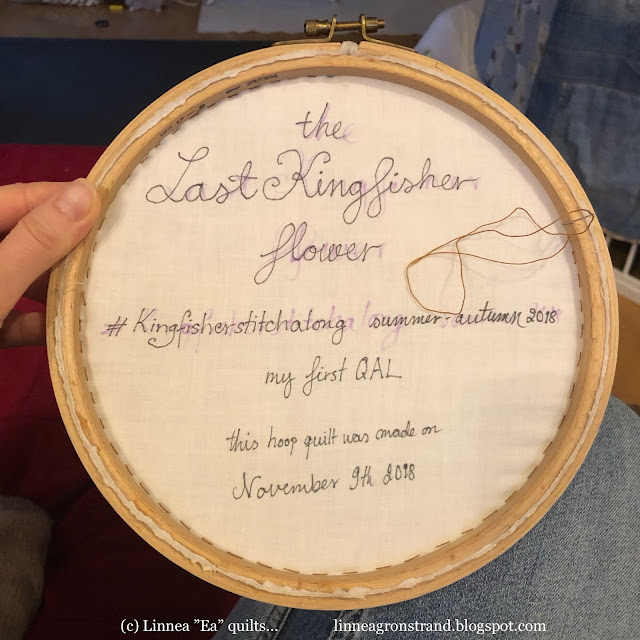 the
Last Kingfisher
flower
#Kingfisherstitchalong summer-autumn 2018
my first QAL
this hoop quilt was made on
November 9th 2018
(c) Linnea "Ea" quilts... linneagronstrand.blogspot.com